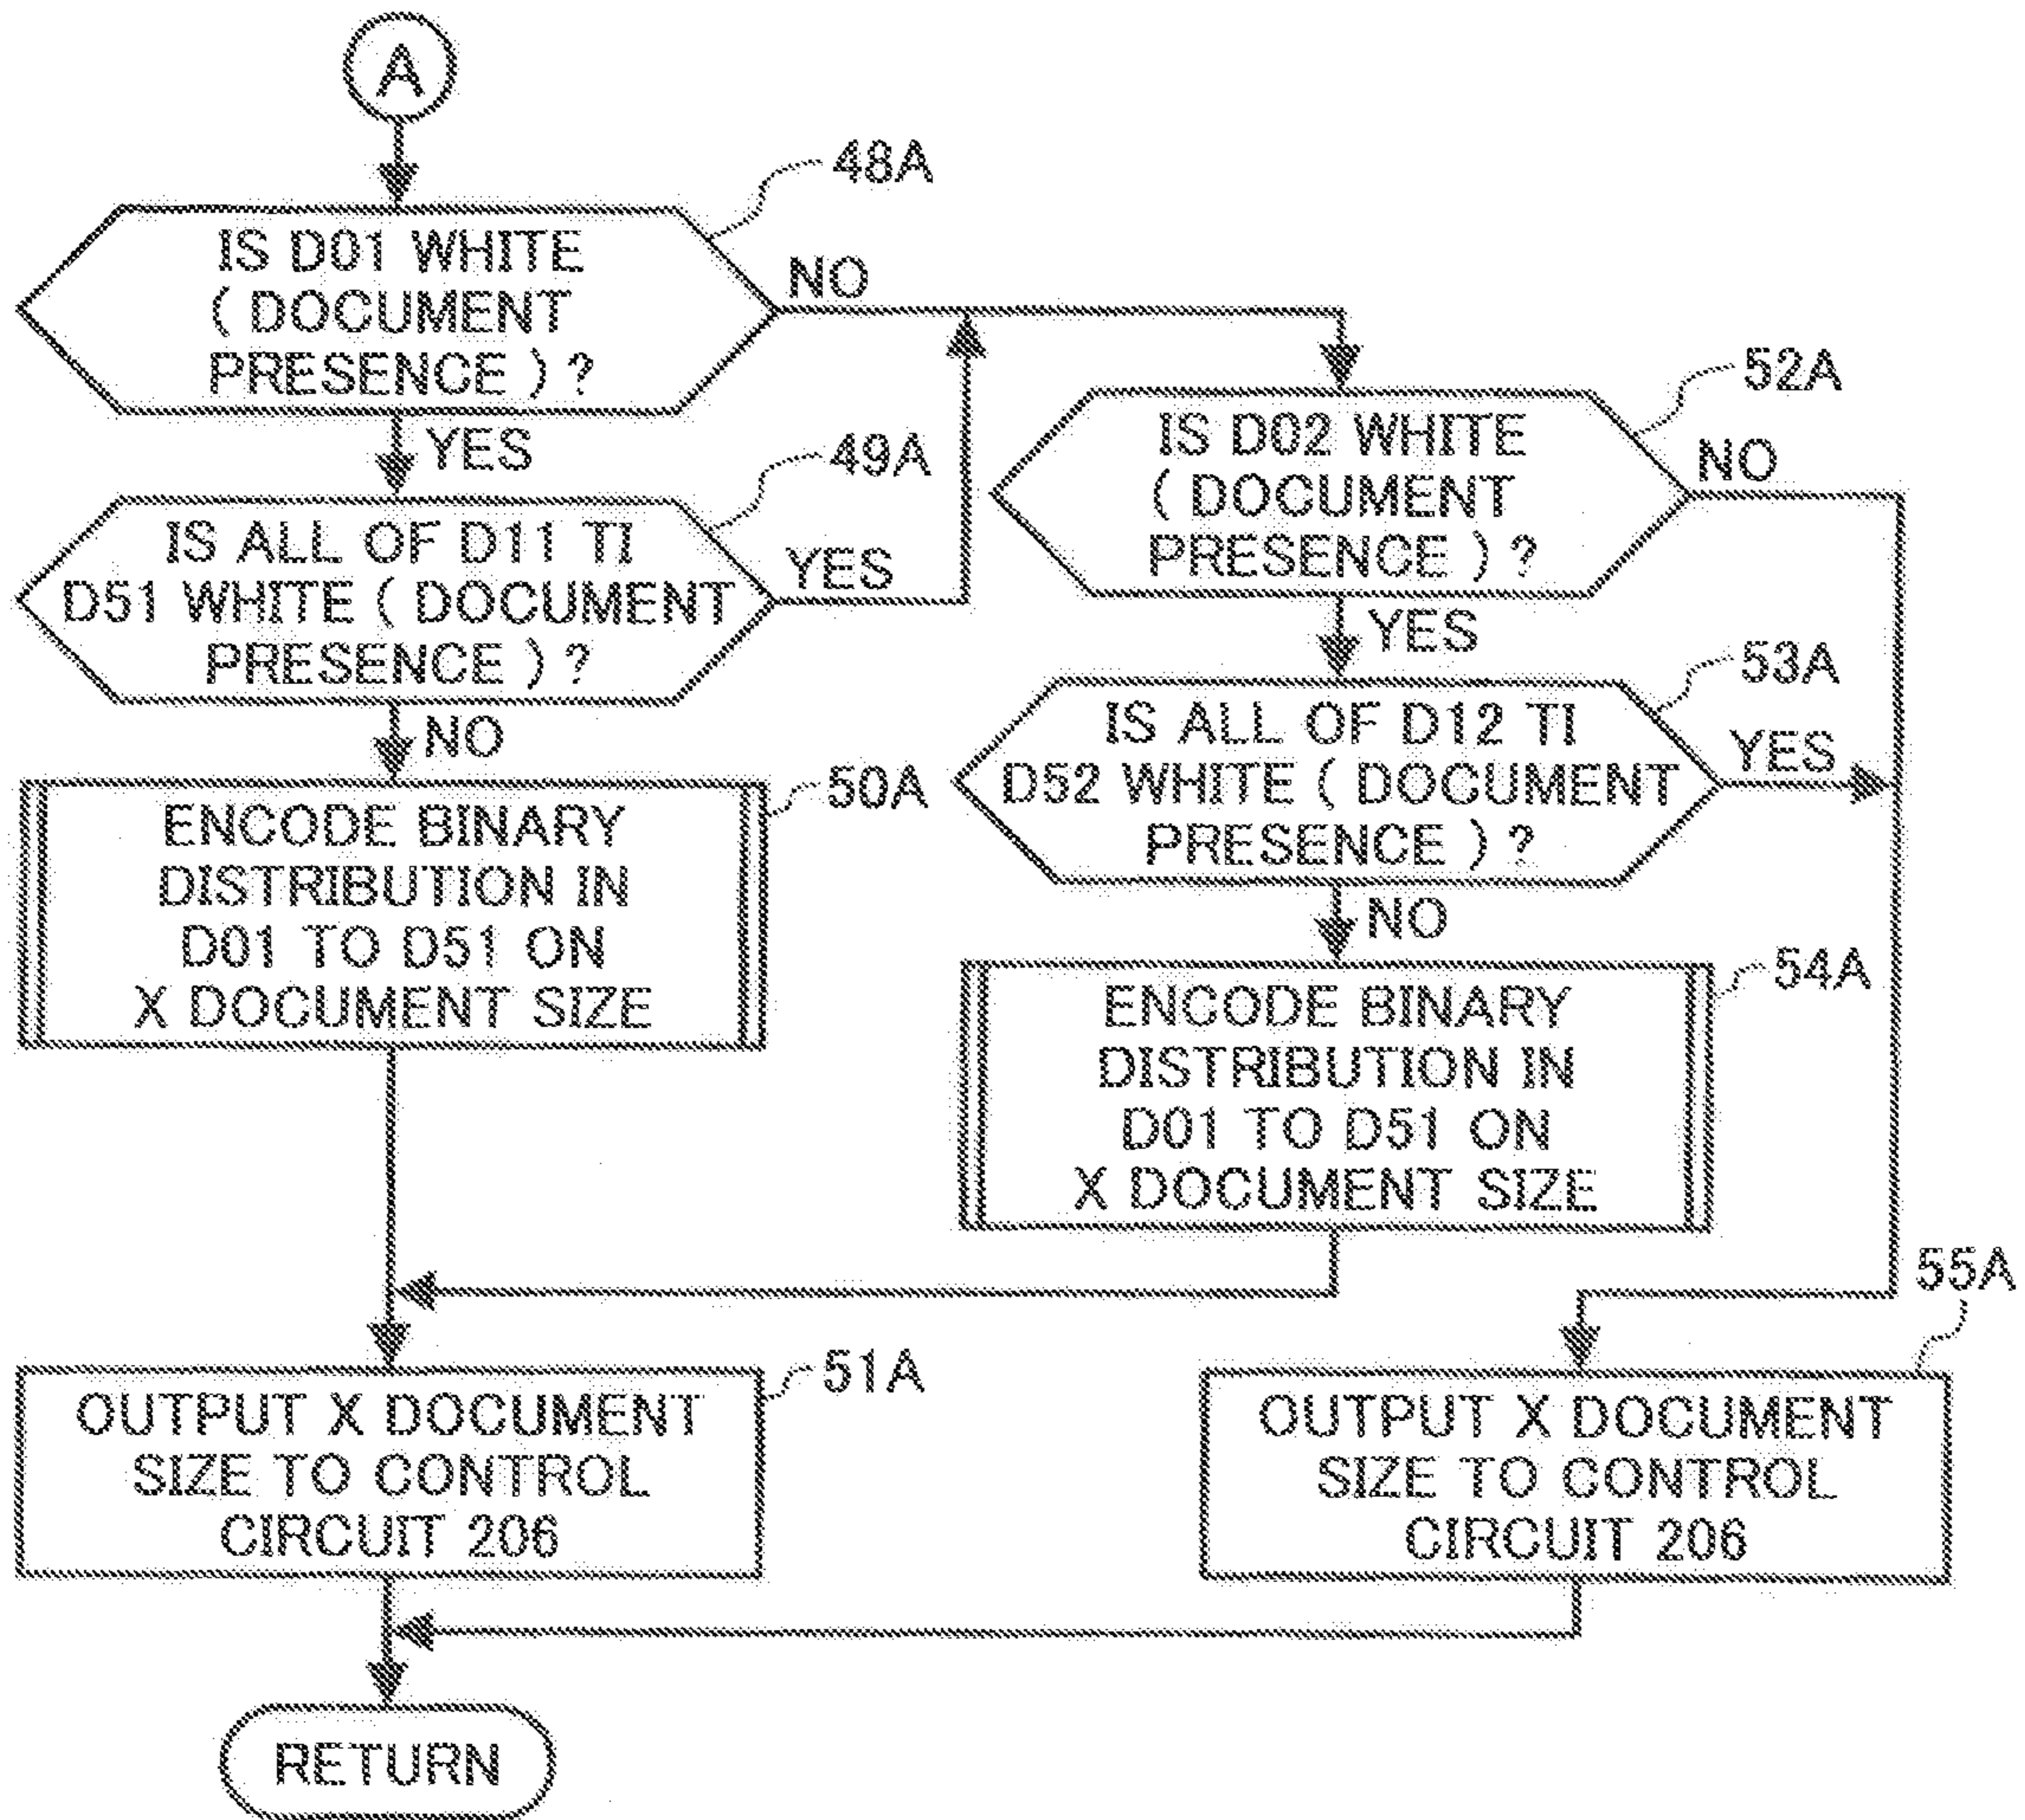 A
48A
IS D01 WHITE
( DOCUMENT
PRESENCE ) ?
NO
YES
49A
IS ALL OF D11 TI
D51 WHITE ( DOCUMENT
PRESENCE ) ?
YES
NO
50A
ENCODE BINARY
DISTRIBUTION IN
D01 TO D51 ON
X DOCUMENT SIZE
52A
IS D02 WHITE
( DOCUMENT
PRESENCE ) ?
NO
YES
53A
IS ALL OF D12 TI
D52 WHITE ( DOCUMENT
PRESENCE ) ?
YES
NO
54A
ENCODE BINARY
DISTRIBUTION IN
D01 TO D51 ON
X DOCUMENT SIZE
51A
OUTPUT X DOCUMENT
SIZE TO CONTROL
CIRCUIT 206
55A
OUTPUT X DOCUMENT
SIZE TO CONTROL
CIRCUIT 206
RETURN